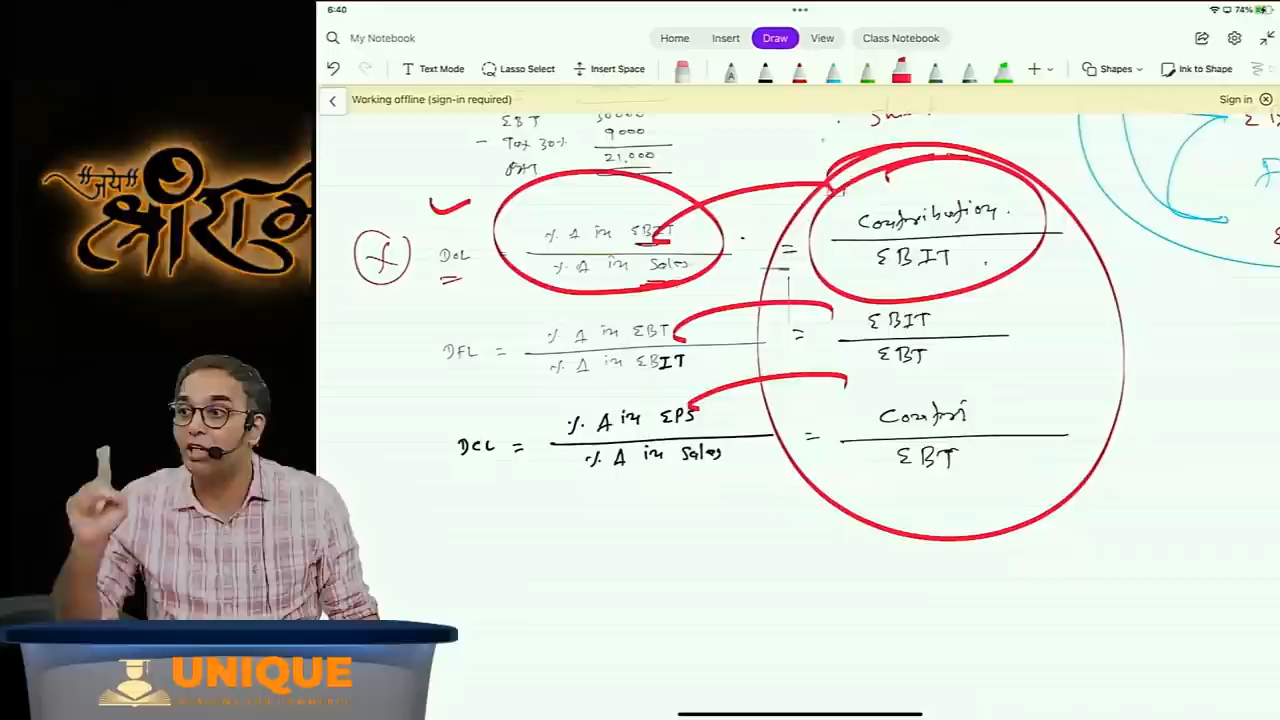 6:40
74%
My Notebook
Home Insert Draw View Class Notebook
Text Mode Lasso Select Insert Space Shapes Ink to Shape
Working offline (sign-in required) Sign in
EBT 30000
- Tax 30% 9000
21,000
"जय"
श्रीराम
DOL = % Δ in EBIT / % Δ in Sales = Contribution. / EBIT
DFL = % Δ in EBT / % Δ in EBIT = EBIT / EBT
DCL = % Δ in EPS / % Δ in Sales = Contri / EBT
UNIQUE